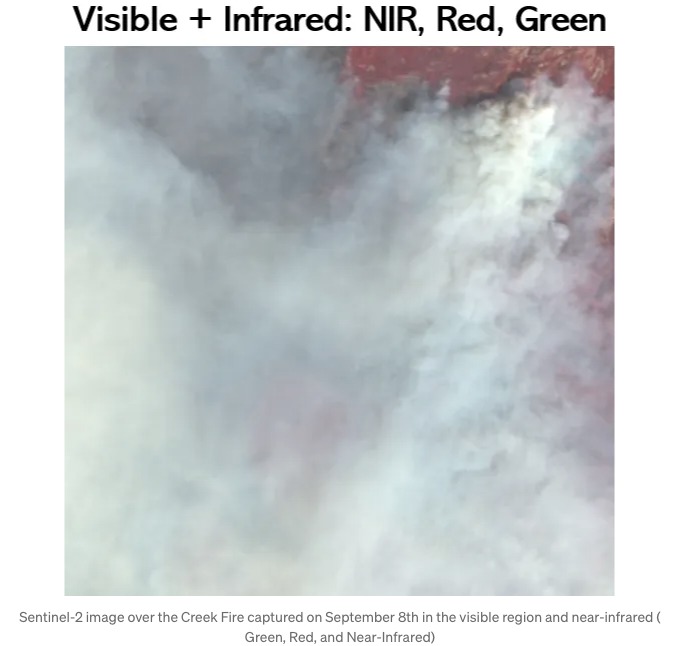 Visible + Infrared: NIR, Red, Green
Sentinel-2 image over the Creek Fire captured on September 8th in the visible region and near-infrared (
Green, Red, and Near-Infrared)